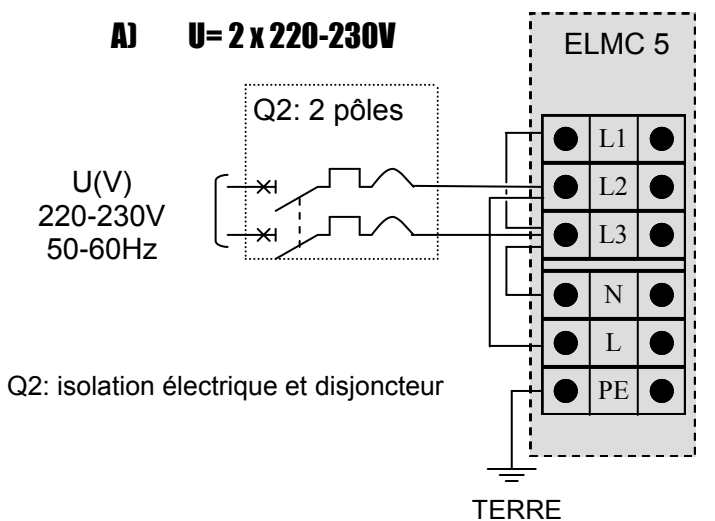 A) U= 2 x 220-230V
ELMC 5
Q2: 2 pôles
U(V)
220-230V
50-60Hz
L1
L2
L3
N
L
PE
Q2: isolation électrique et disjoncteur
TERRE